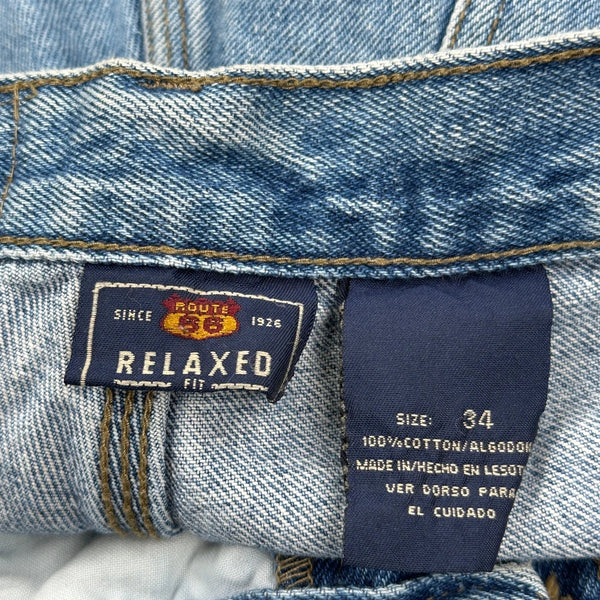 SINCE ROUTE 66 1926
RELAXED
FIT
SIZE: 34
100%COTTON/ALGODON
MADE IN/HECHO EN LESOT
VER DORSO PARA
EL CUIDADO